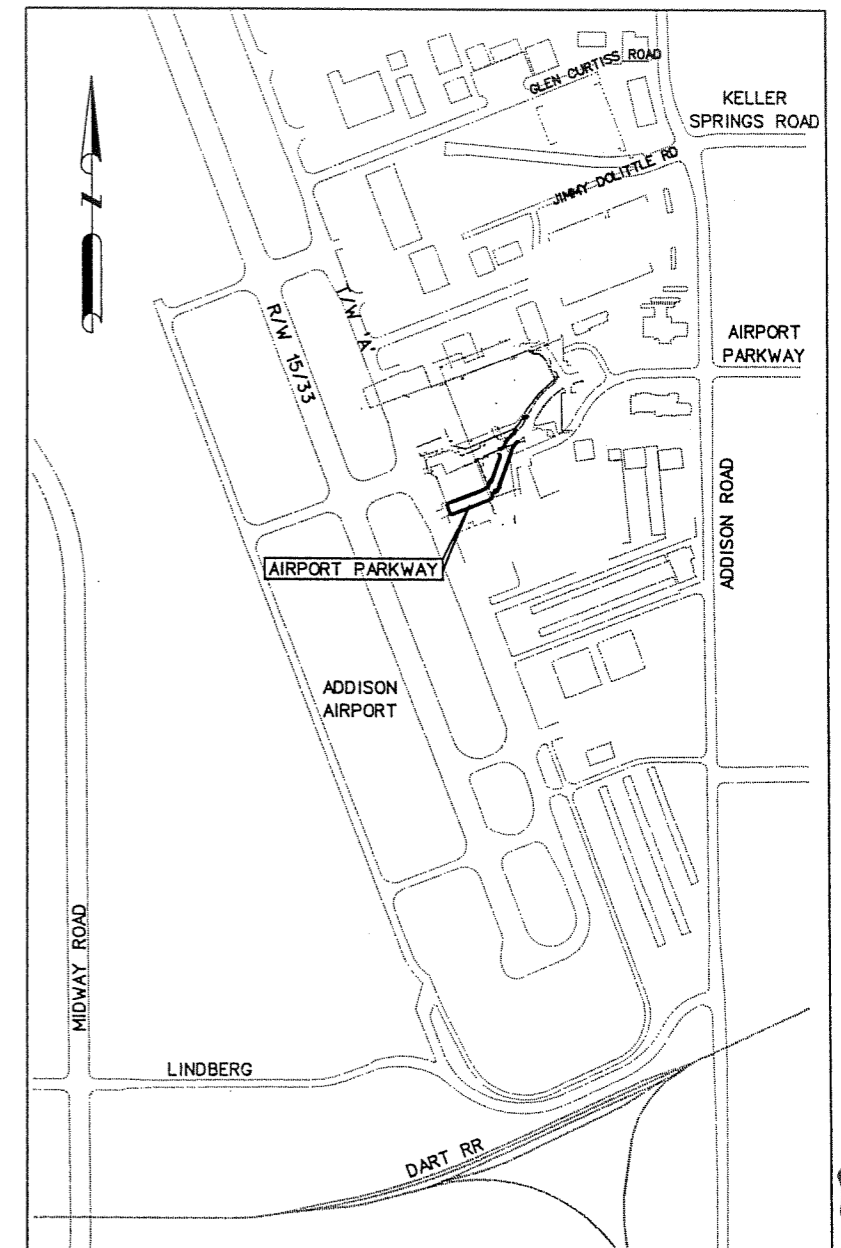 GLEN CURTISS ROAD
KELLER
SPRINGS ROAD
JIMMY DOLITTLE RD
N
T/W 'A'
R/W 15/33
AIRPORT
PARKWAY
ADDISON ROAD
AIRPORT PARKWAY
ADDISON
AIRPORT
MIDWAY ROAD
LINDBERG
DART RR